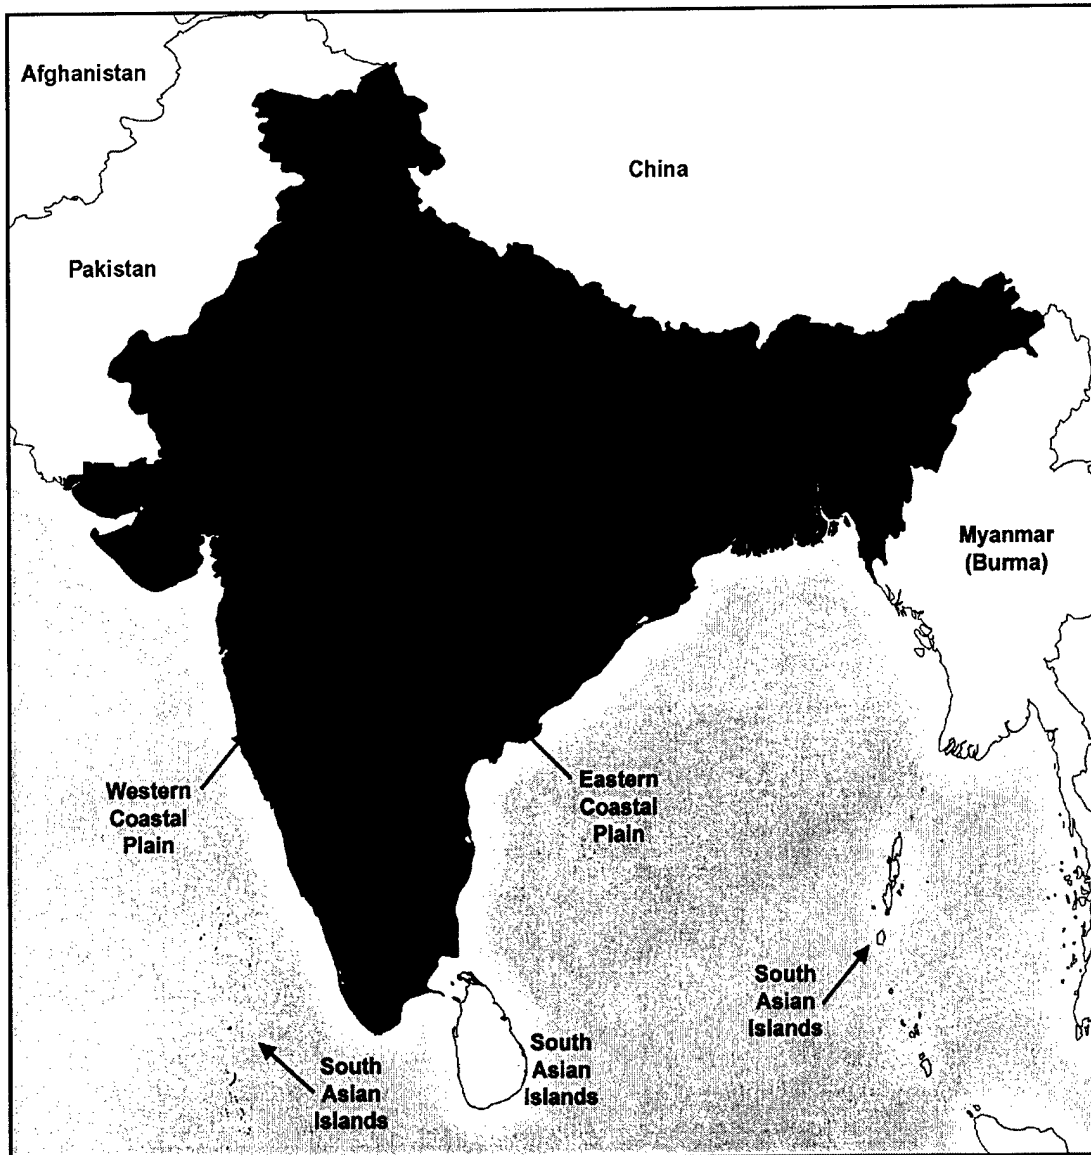 Afghanistan
China
Pakistan
Myanmar
(Burma)
Western
Coastal
Plain
Eastern
Coastal
Plain
South
Asian
Islands
South
Asian
Islands
South
Asian
Islands